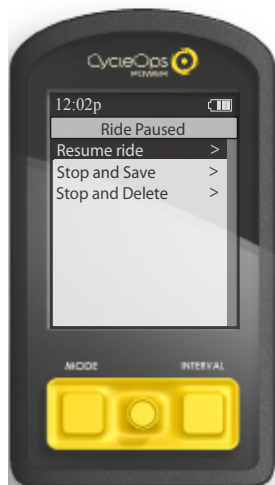 CycleOps
POWER
12:02p
Ride Paused
Resume ride >
Stop and Save >
Stop and Delete >
MODE INTERVAL